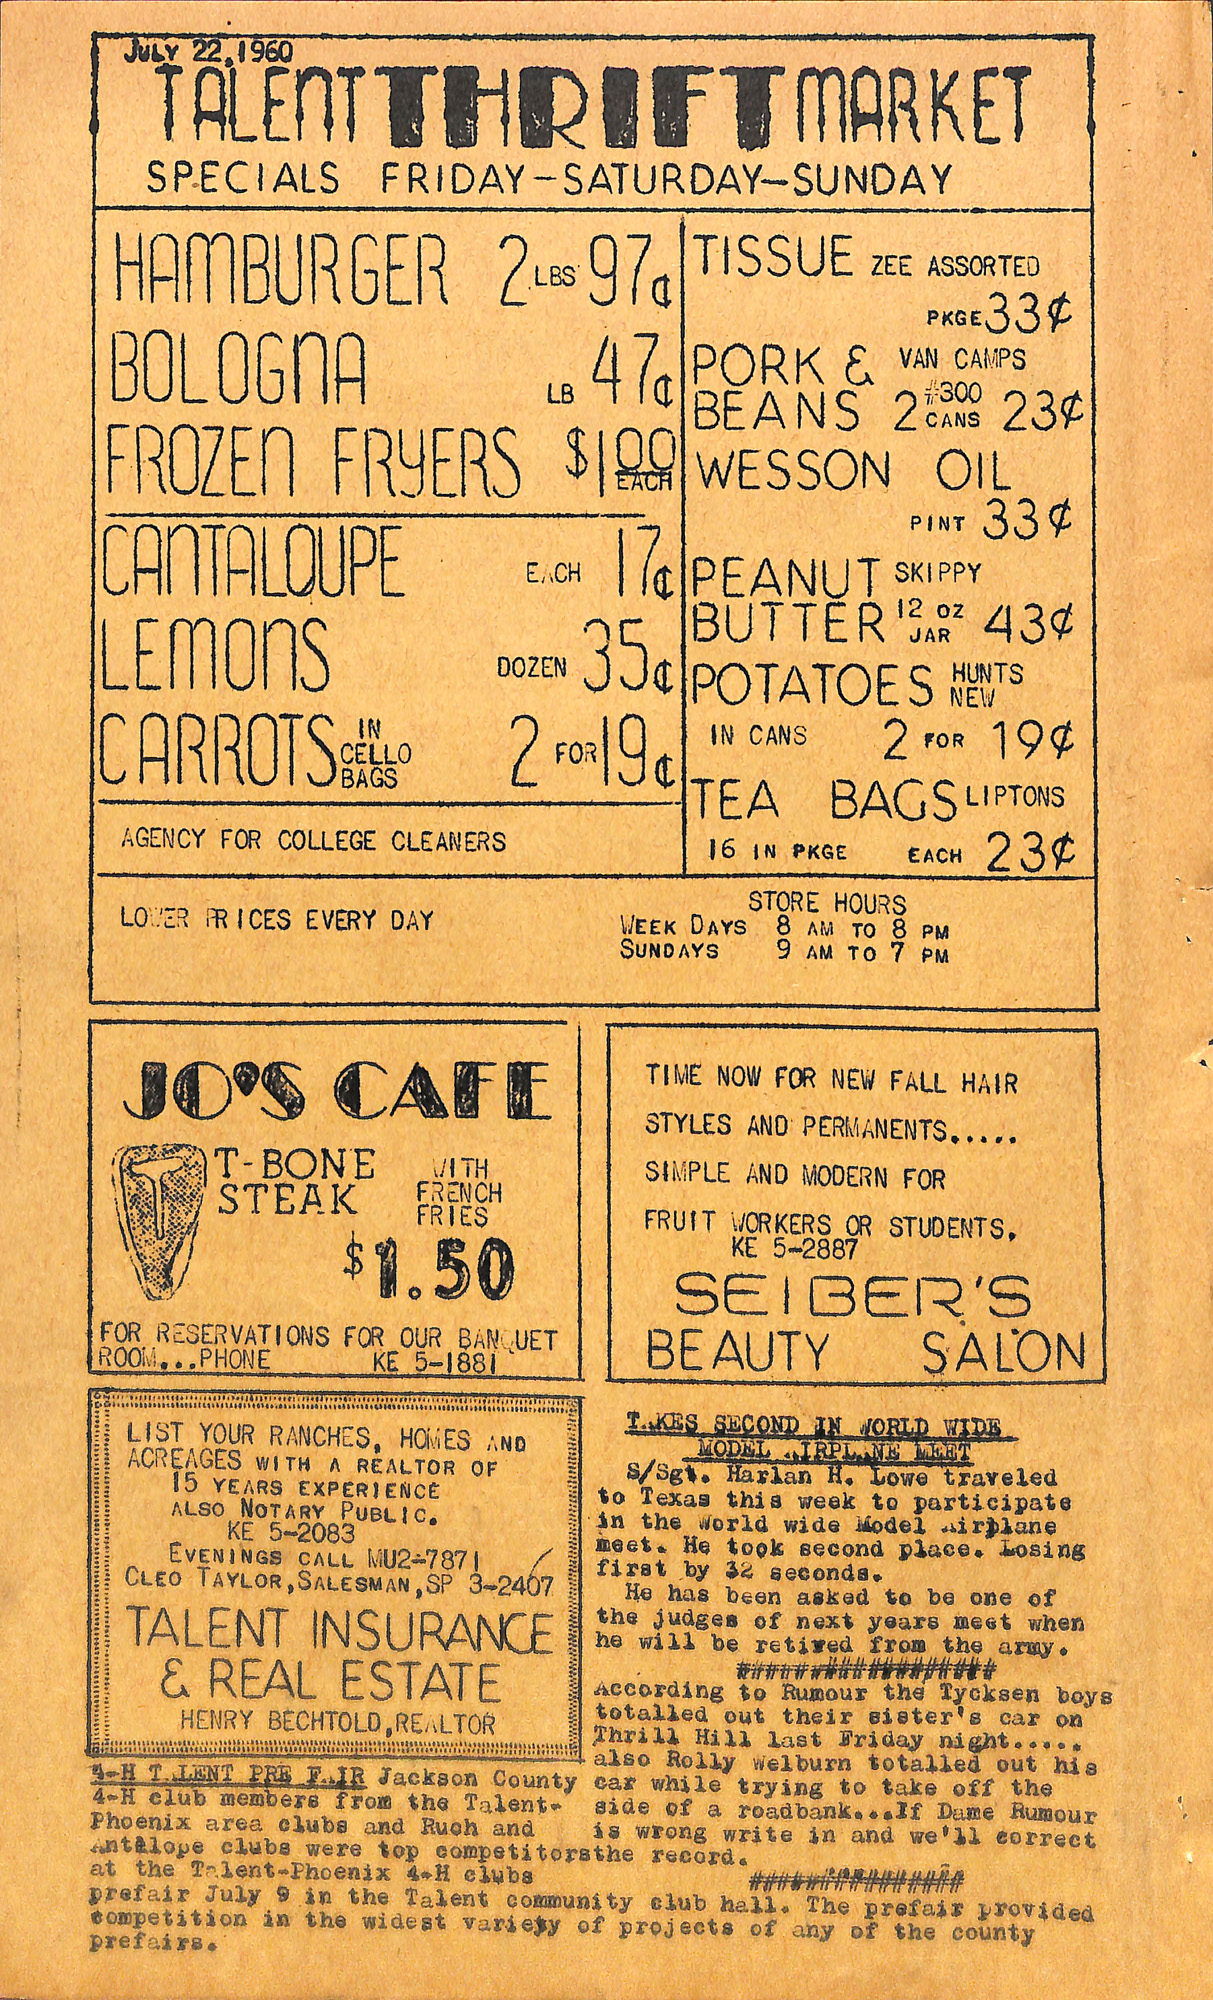 JULY 22,1960
TALENT THRIFT MARKET
SPECIALS FRIDAY-SATURDAY-SUNDAY
HAMBURGER 2 LBS 97¢
BOLOGNA LB 47¢
FROZEN FRYERS $1.00 EACH
CANTALOUPE EACH 17¢
LEMONS DOZEN 35¢
CARROTS IN CELLO BAGS 2 FOR 19¢
AGENCY FOR COLLEGE CLEANERS
TISSUE ZEE ASSORTED
PKGE 33¢
PORK & VAN CAMPS
BEANS 2 #300 CANS 23¢
WESSON OIL
PINT 33¢
PEANUT SKIPPY
BUTTER 12 OZ JAR 43¢
POTATOES HUNTS NEW
IN CANS 2 FOR 19¢
TEA BAGS LIPTONS
16 IN PKGE EACH 23¢
LOWER PRICES EVERY DAY
STORE HOURS
WEEK DAYS 8 AM TO 8 PM
SUNDAYS 9 AM TO 7 PM
JO'S CAFE
T-BONE
STEAK
WITH
FRENCH
FRIES
$1.50
FOR RESERVATIONS FOR OUR BANQUET
ROOM...PHONE KE 5-1881
TIME NOW FOR NEW FALL HAIR
STYLES AND PERMANENTS.....
SIMPLE AND MODERN FOR
FRUIT WORKERS OR STUDENTS.
KE 5-2887
SEIBER'S
BEAUTY SALON
LIST YOUR RANCHES, HOMES AND
ACREAGES WITH A REALTOR OF
15 YEARS EXPERIENCE
ALSO NOTARY PUBLIC.
KE 5-2083
EVENINGS CALL MU2-7871
CLEO TAYLOR,SALESMAN,SP 3-2407
TALENT INSURANCE
& REAL ESTATE
HENRY BECHTOLD,REALTOR
TAKES SECOND IN WORLD WIDE
MODEL AIRPLANE MEET
S/Sgt. Harlan H. Lowe traveled
to Texas this week to participate
in the World wide Model Airplane
meet. He took second place. Losing
first by 32 seconds.
He has been asked to be one of
the judges of next years meet when
he will be retired from the army.
####################
According to Rumour the Tycksen boys
totalled out their sister's car on
Thrill Hill last Friday night.....
also Rolly Welburn totalled out his
car while trying to take off the
side of a roadbank...If Dame Rumour
is wrong write in and we'll correct
the record.
#################
4-H TALENT PRE FAIR Jackson County
4-H club members from the Talent-
Phoenix area clubs and Ruch and
Antelope clubs were top competitors
at the Talent-Phoenix 4-H clubs
prefair July 9 in the Talent community club hall. The prefair provided
competition in the widest variety of projects of any of the county
prefairs.